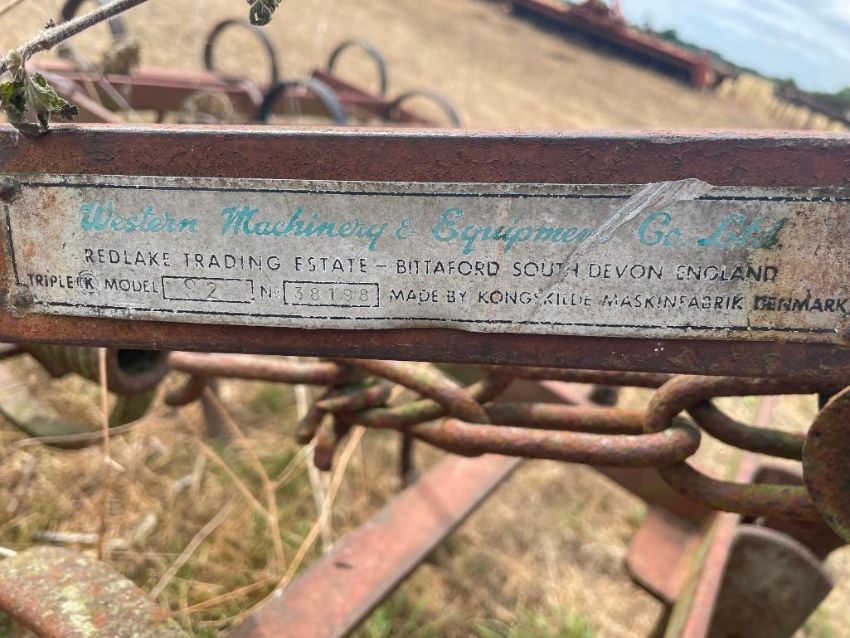 Western Machinery & Equipment Co. Ltd
REDLAKE TRADING ESTATE - BITTAFORD SOUTH DEVON ENGLAND
TRIPLE K MODEL S2 Nº 38198 MADE BY KONGSKILDE MASKINFABRIK DENMARK